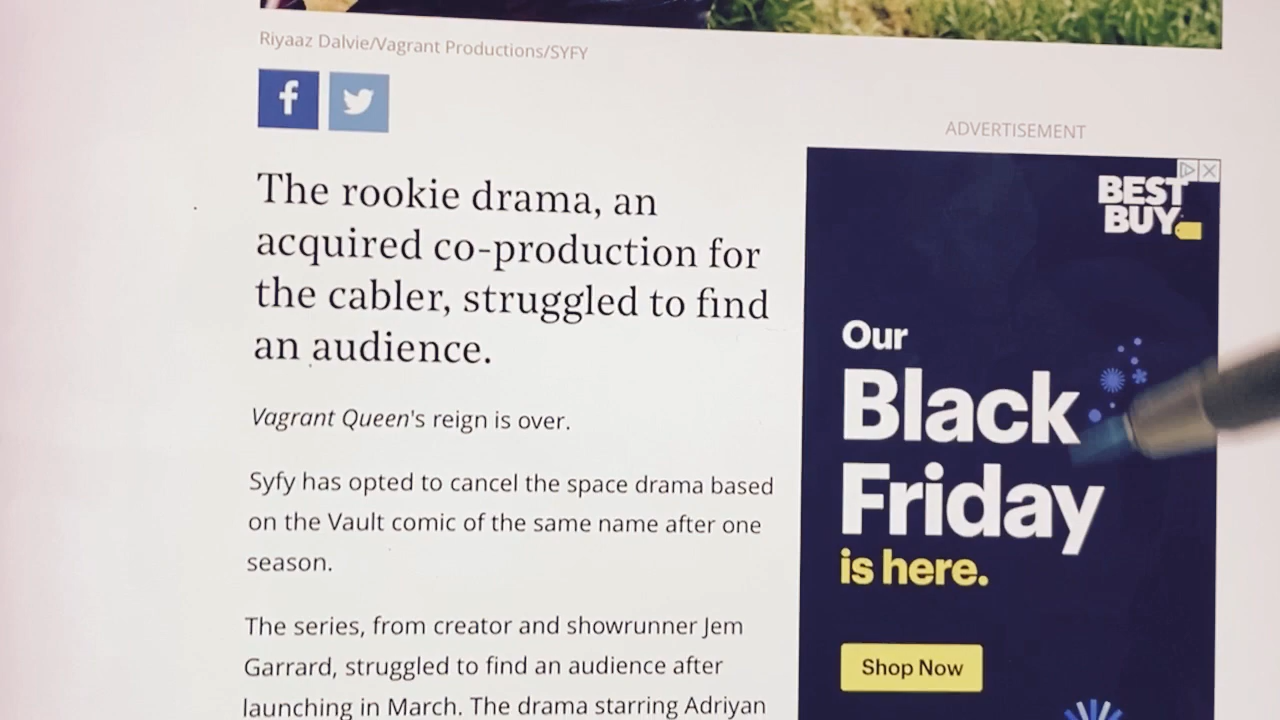 Riyaaz Dalvie/Vagrant Productions/SYFY
The rookie drama, an
acquired co-production for
the cabler, struggled to find
an audience.
Vagrant Queen's reign is over.
Syfy has opted to cancel the space drama based
on the Vault comic of the same name after one
season.
The series, from creator and showrunner Jem
Garrard, struggled to find an audience after
launching in March. The drama starring Adriyan
ADVERTISEMENT
BEST
BUY
Our
Black
Friday
is here.
Shop Now